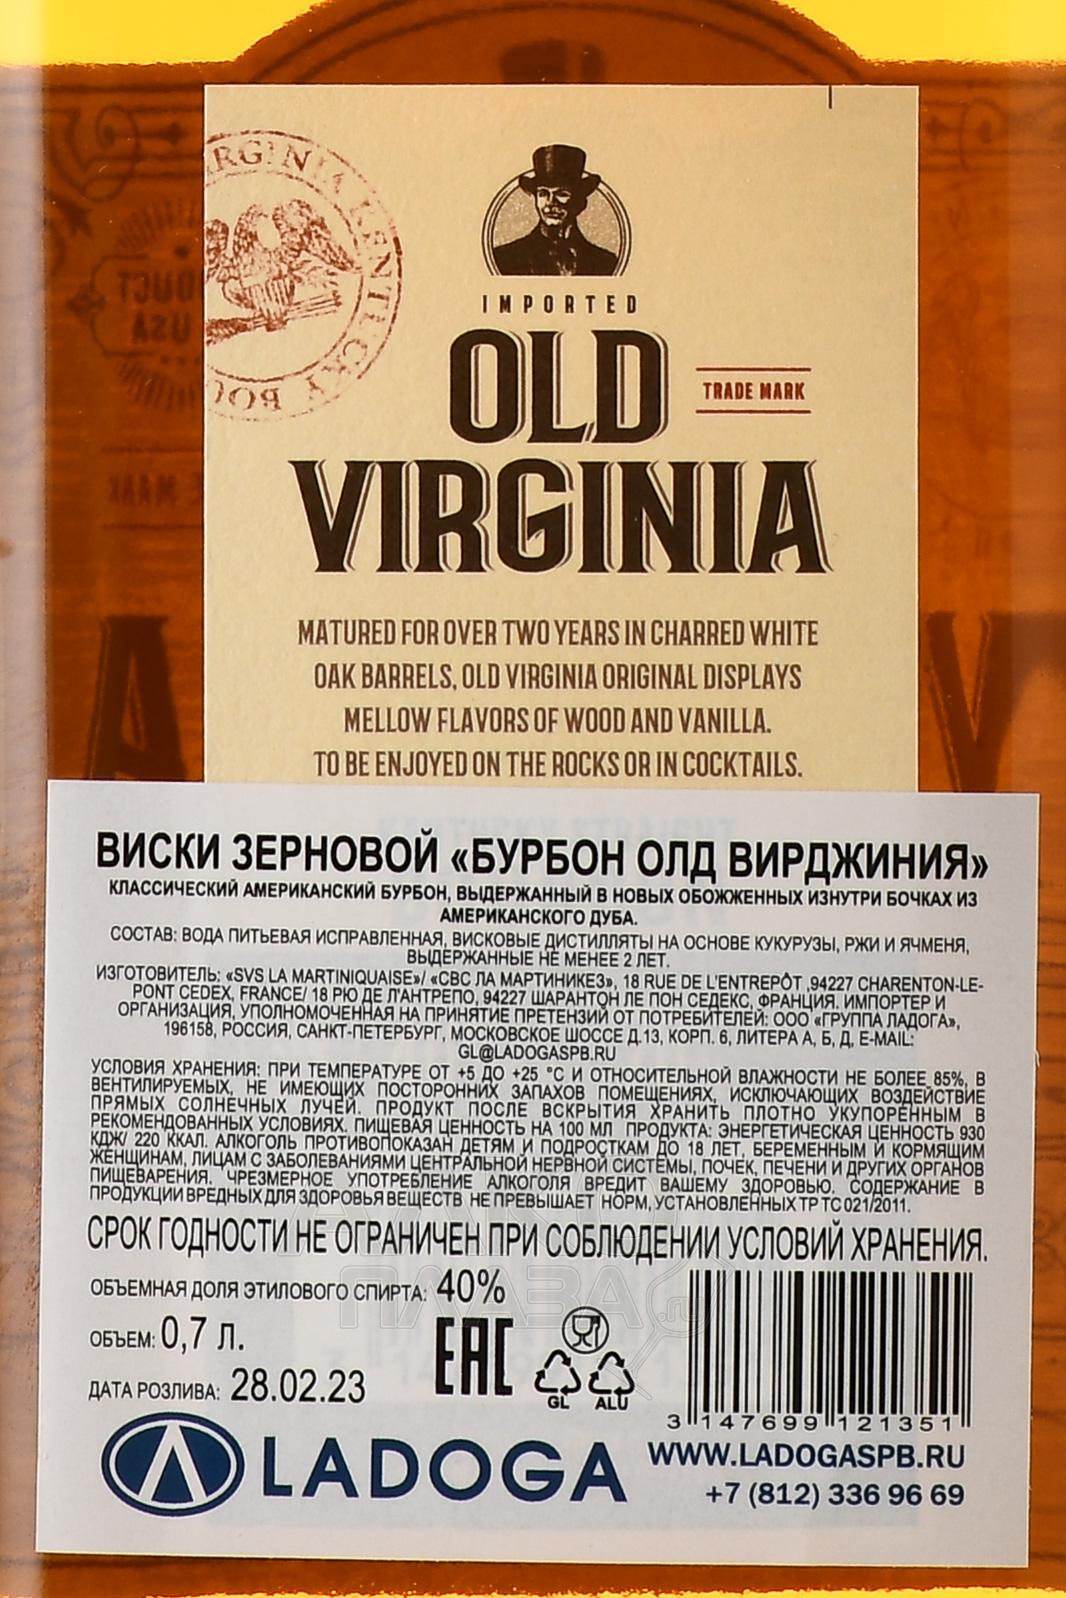 VIRGINIA KENTUCKY BOU
IMPORTED
OLD
TRADE MARK
VIRGINIA
MATURED FOR OVER TWO YEARS IN CHARRED WHITE
OAK BARRELS, OLD VIRGINIA ORIGINAL DISPLAYS
MELLOW FLAVORS OF WOOD AND VANILLA.
TO BE ENJOYED ON THE ROCKS OR IN COCKTAILS.
ВИСКИ ЗЕРНОВОЙ «БУРБОН ОЛД ВИРДЖИНИЯ»
КЛАССИЧЕСКИЙ АМЕРИКАНСКИЙ БУРБОН, ВЫДЕРЖАННЫЙ В НОВЫХ ОБОЖЖЕННЫХ ИЗНУТРИ БОЧКАХ ИЗ
АМЕРИКАНСКОГО ДУБА.
СОСТАВ: ВОДА ПИТЬЕВАЯ ИСПРАВЛЕННАЯ, ВИСКОВЫЕ ДИСТИЛЛЯТЫ НА ОСНОВЕ КУКУРУЗЫ, РЖИ И ЯЧМЕНЯ,
ВЫДЕРЖАННЫЕ НЕ МЕНЕЕ 2 ЛЕТ.
ИЗГОТОВИТЕЛЬ: «SVS LA MARTINIQUAISE»/ «СВС ЛА МАРТИНИКЕЗ», 18 RUE DE L'ENTREPÔT ,94227 CHARENTON-LE-
PONT CEDEX, FRANCE/ 18 РЮ ДЕ Л'АНТРЕПО, 94227 ШАРАНТОН ЛЕ ПОН СЕДЕКС, ФРАНЦИЯ. ИМПОРТЕР И
ОРГАНИЗАЦИЯ, УПОЛНОМОЧЕННАЯ НА ПРИНЯТИЕ ПРЕТЕНЗИЙ ОТ ПОТРЕБИТЕЛЕЙ: ООО «ГРУППА ЛАДОГА»,
196158, РОССИЯ, САНКТ-ПЕТЕРБУРГ, МОСКОВСКОЕ ШОССЕ Д.13, КОРП. 6, ЛИТЕРА А, Б, Д, E-MAIL:
GL@LADOGASPB.RU
УСЛОВИЯ ХРАНЕНИЯ: ПРИ ТЕМПЕРАТУРЕ ОТ +5 ДО +25 °С И ОТНОСИТЕЛЬНОЙ ВЛАЖНОСТИ НЕ БОЛЕЕ 85%, В
ВЕНТИЛИРУЕМЫХ, НЕ ИМЕЮЩИХ ПОСТОРОННИХ ЗАПАХОВ ПОМЕЩЕНИЯХ, ИСКЛЮЧАЮЩИХ ВОЗДЕЙСТВИЕ
ПРЯМЫХ СОЛНЕЧНЫХ ЛУЧЕЙ. ПРОДУКТ ПОСЛЕ ВСКРЫТИЯ ХРАНИТЬ ПЛОТНО УКУПОРЕННЫМ В
РЕКОМЕНДОВАННЫХ УСЛОВИЯХ. ПИЩЕВАЯ ЦЕННОСТЬ НА 100 МЛ ПРОДУКТА: ЭНЕРГЕТИЧЕСКАЯ ЦЕННОСТЬ 930
КДЖ/ 220 ККАЛ. АЛКОГОЛЬ ПРОТИВОПОКАЗАН ДЕТЯМ И ПОДРОСТКАМ ДО 18 ЛЕТ, БЕРЕМЕННЫМ И КОРМЯЩИМ
ЖЕНЩИНАМ, ЛИЦАМ С ЗАБОЛЕВАНИЯМИ ЦЕНТРАЛЬНОЙ НЕРВНОЙ СИСТЕМЫ, ПОЧЕК, ПЕЧЕНИ И ДРУГИХ ОРГАНОВ
ПИЩЕВАРЕНИЯ. ЧРЕЗМЕРНОЕ УПОТРЕБЛЕНИЕ АЛКОГОЛЯ ВРЕДИТ ВАШЕМУ ЗДОРОВЬЮ. СОДЕРЖАНИЕ В
ПРОДУКЦИИ ВРЕДНЫХ ДЛЯ ЗДОРОВЬЯ ВЕЩЕСТВ НЕ ПРЕВЫШАЕТ НОРМ, УСТАНОВЛЕННЫХ ТР ТС 021/2011.
СРОК ГОДНОСТИ НЕ ОГРАНИЧЕН ПРИ СОБЛЮДЕНИИ УСЛОВИЙ ХРАНЕНИЯ.
ОБЪЕМНАЯ ДОЛЯ ЭТИЛОВОГО СПИРТА: 40%
ОБЪЕМ: 0,7 Л.
ДАТА РОЗЛИВА: 28.02.23
EAC
GL ALU
3 147699 121351
LADOGA
WWW.LADOGASPB.RU
+7 (812) 336 96 69
АЛКО
ПЛАЗА.ru